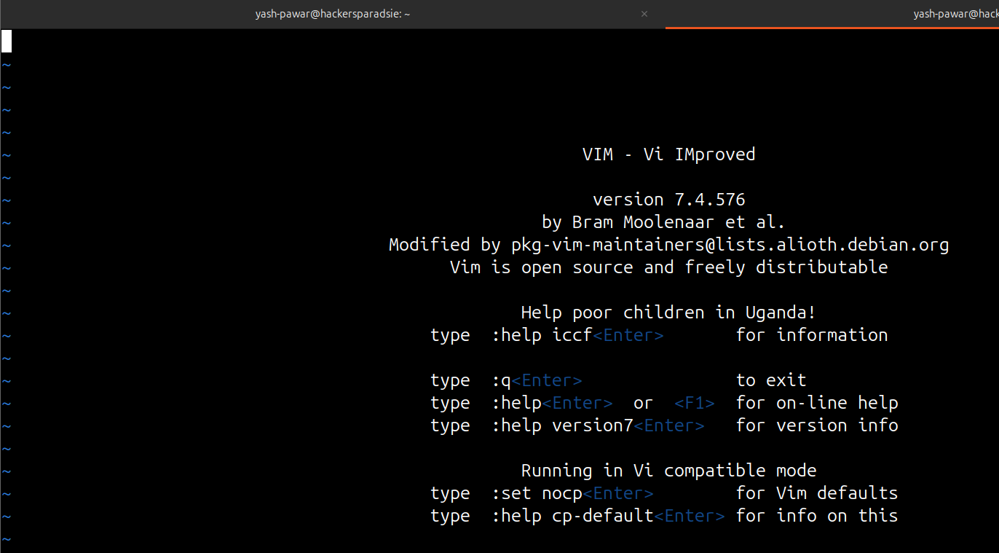 yash-pawar@hackersparadsie: ~ × yash-pawar@hack
~
~
~
~
~ VIM - Vi IMproved
~
~ version 7.4.576
~ by Bram Moolenaar et al.
~ Modified by pkg-vim-maintainers@lists.alioth.debian.org
~ Vim is open source and freely distributable
~
~ Help poor children in Uganda!
~ type :help iccf<Enter> for information
~
~ type :q<Enter> to exit
~ type :help<Enter> or <F1> for on-line help
~ type :help version7<Enter> for version info
~
~ Running in Vi compatible mode
~ type :set nocp<Enter> for Vim defaults
~ type :help cp-default<Enter> for info on this
~